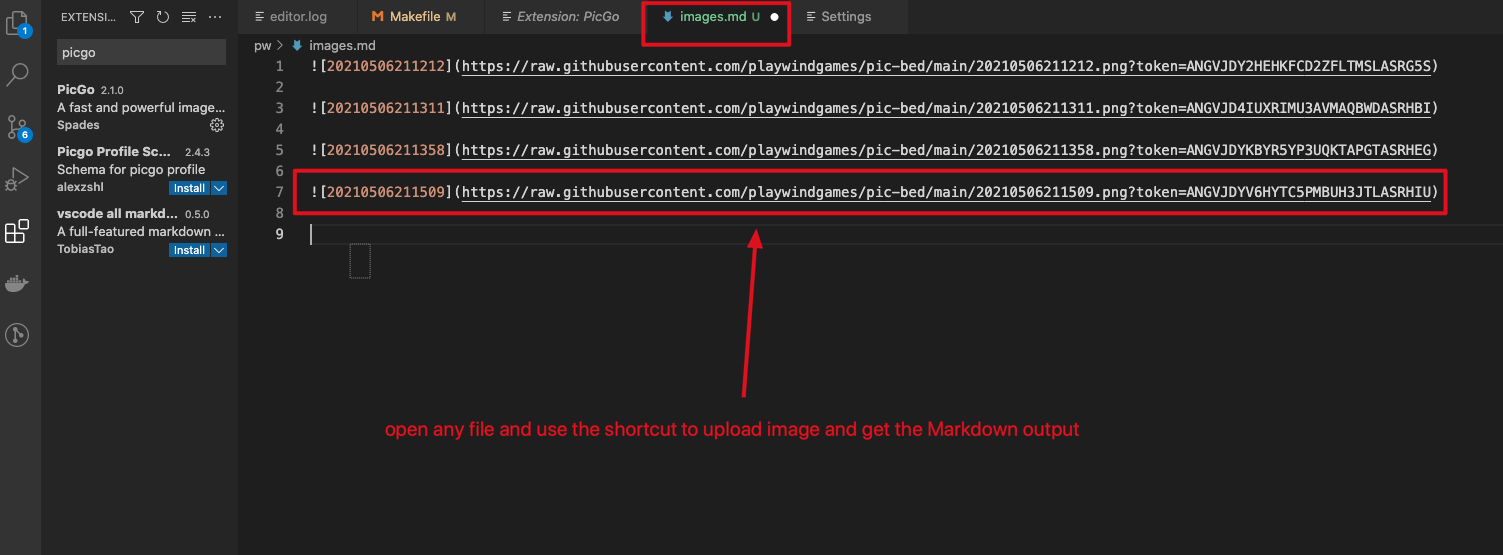 EXTENSI...
editor.log
Makefile M
Extension: PicGo
images.md U
Settings
1
6
picgo
PicGo 2.1.0
A fast and powerful image...
Spades
Picgo Profile Sc... 2.4.3
Schema for picgo profile
alexzshl Install
vscode all markd... 0.5.0
A full-featured markdown ...
TobiasTao Install
pw > images.md
1 ![20210506211212](https://raw.githubusercontent.com/playwindgames/pic-bed/main/20210506211212.png?token=ANGVJDY2HEHKFCD2ZFLTMSLASRG5S)
2
3 ![20210506211311](https://raw.githubusercontent.com/playwindgames/pic-bed/main/20210506211311.png?token=ANGVJD4IUXRIMU3AVMAQBWDASRHBI)
4
5 ![20210506211358](https://raw.githubusercontent.com/playwindgames/pic-bed/main/20210506211358.png?token=ANGVJDYKBYR5YP3UQKTAPGTASRHEG)
6
7 ![20210506211509](https://raw.githubusercontent.com/playwindgames/pic-bed/main/20210506211509.png?token=ANGVJDYV6HYTC5PMBUH3JTLASRHIU)
8
9
open any file and use the shortcut to upload image and get the Markdown output